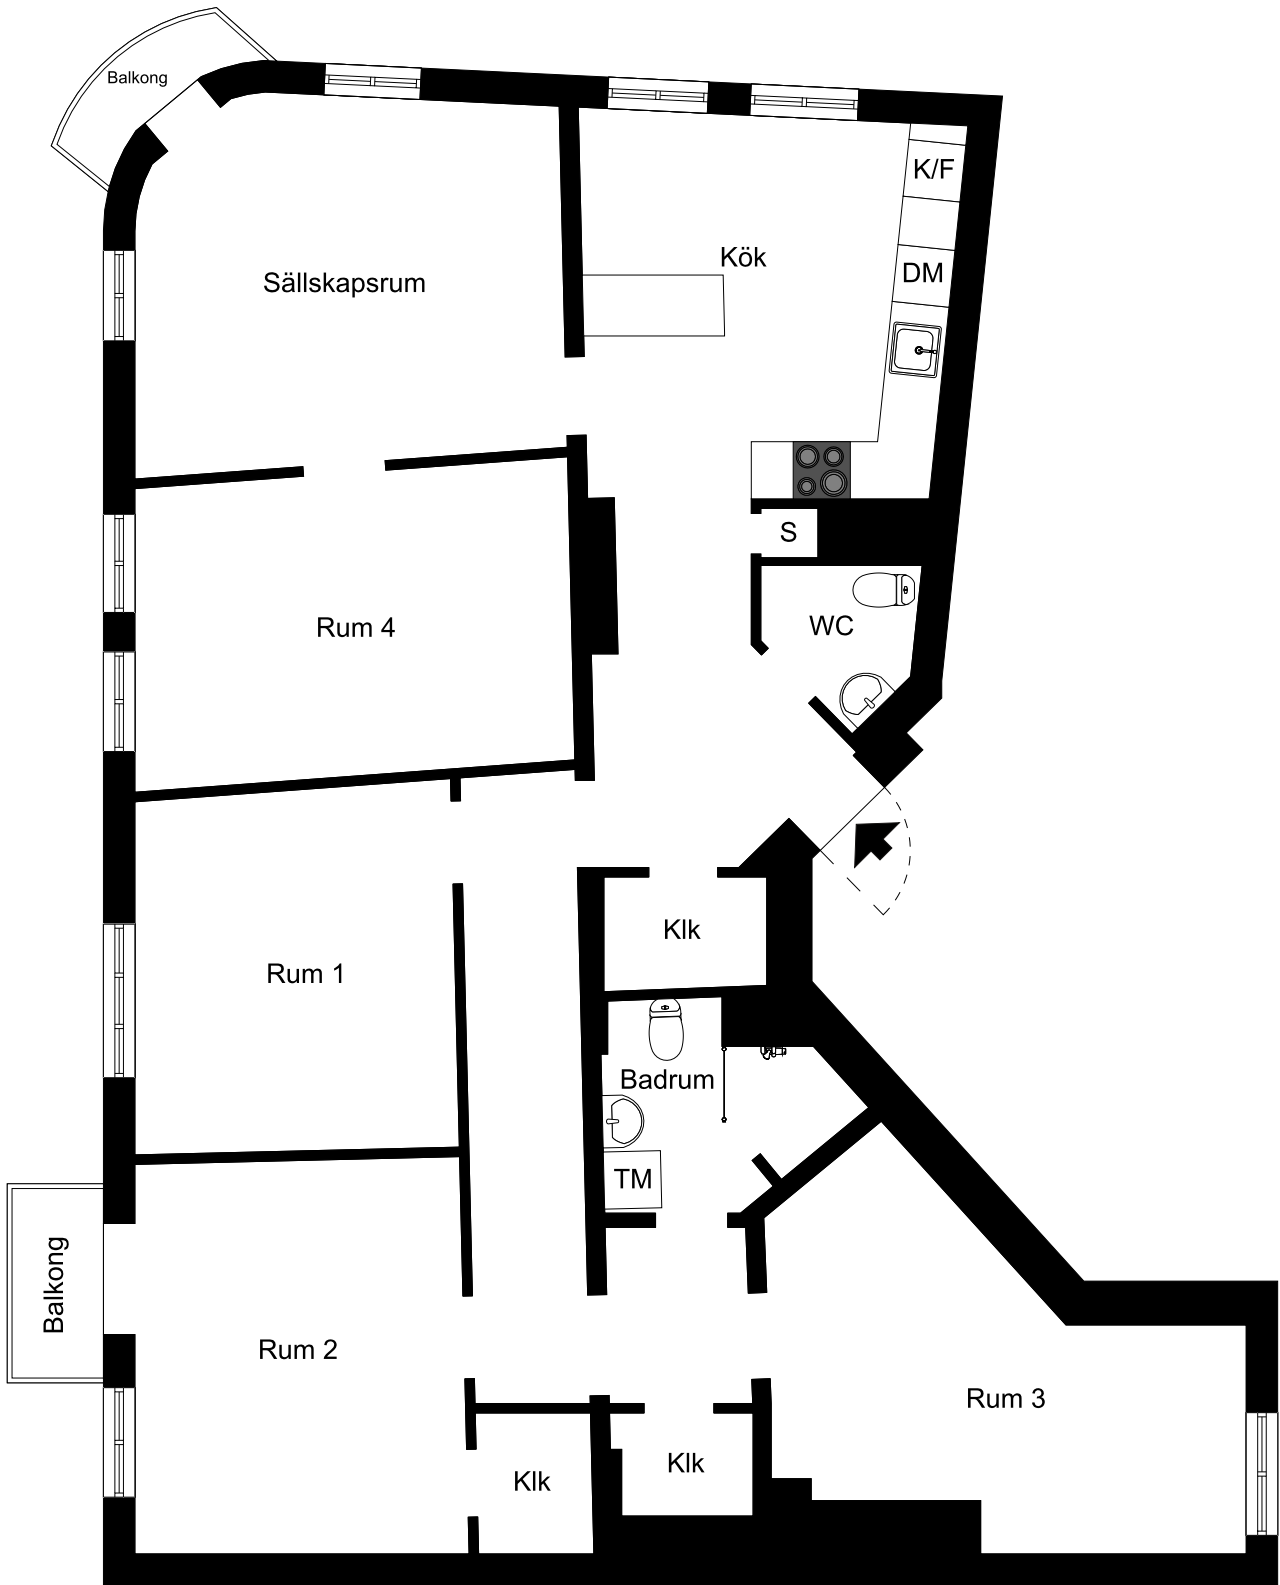 Balkong
K/F
Kök
DM
Sällskapsrum
S
WC
Rum 4
Klk
Rum 1
Badrum
TM
Balkong
Rum 2
Rum 3
Klk
Klk